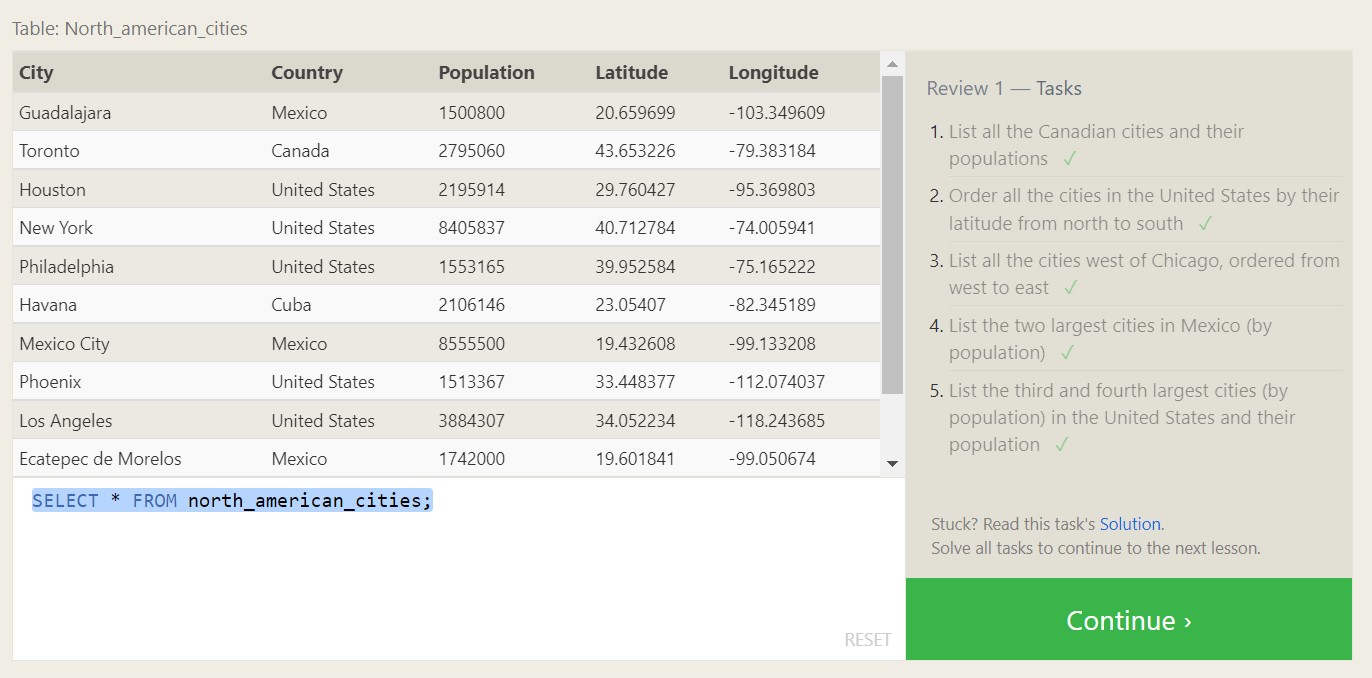 Table: North_american_cities
City Country Population Latitude Longitude
Guadalajara Mexico 1500800 20.659699 -103.349609
Toronto Canada 2795060 43.653226 -79.383184
Houston United States 2195914 29.760427 -95.369803
New York United States 8405837 40.712784 -74.005941
Philadelphia United States 1553165 39.952584 -75.165222
Havana Cuba 2106146 23.05407 -82.345189
Mexico City Mexico 8555500 19.432608 -99.133208
Phoenix United States 1513367 33.448377 -112.074037
Los Angeles United States 3884307 34.052234 -118.243685
Ecatepec de Morelos Mexico 1742000 19.601841 -99.050674
SELECT * FROM north_american_cities;
RESET
Review 1 — Tasks
1. List all the Canadian cities and their
populations ✓
2. Order all the cities in the United States by their
latitude from north to south ✓
3. List all the cities west of Chicago, ordered from
west to east ✓
4. List the two largest cities in Mexico (by
population) ✓
5. List the third and fourth largest cities (by
population) in the United States and their
population ✓
Stuck? Read this task's Solution.
Solve all tasks to continue to the next lesson.
Continue ›